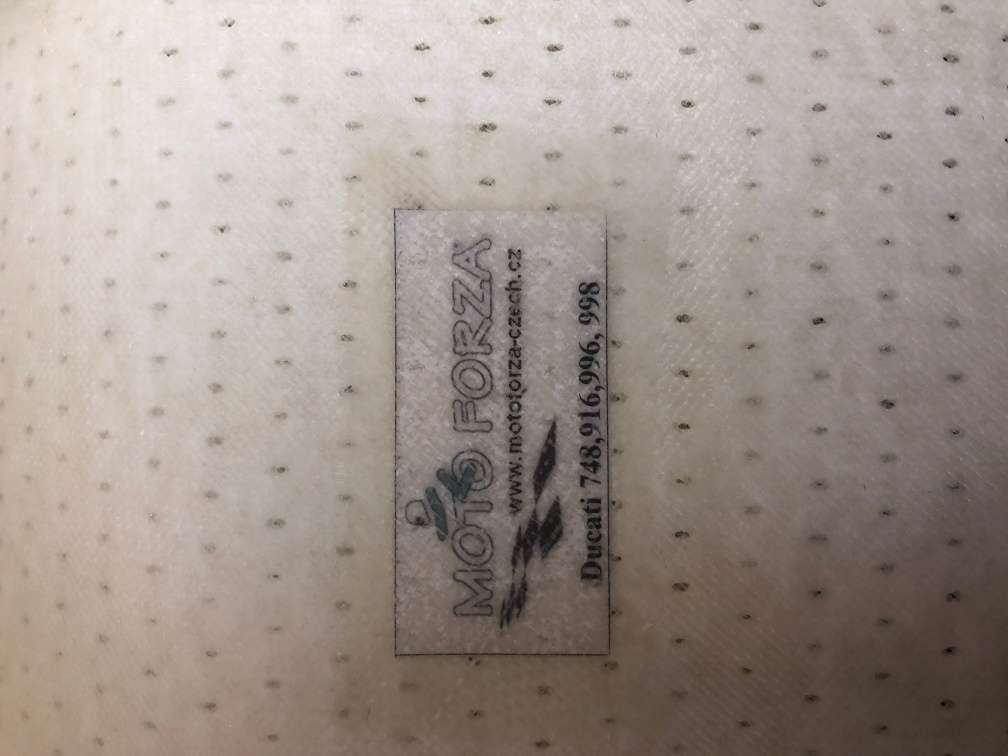 MOTO FORZA
www.motoforza-czech.cz
Ducati 748,916,996, 998